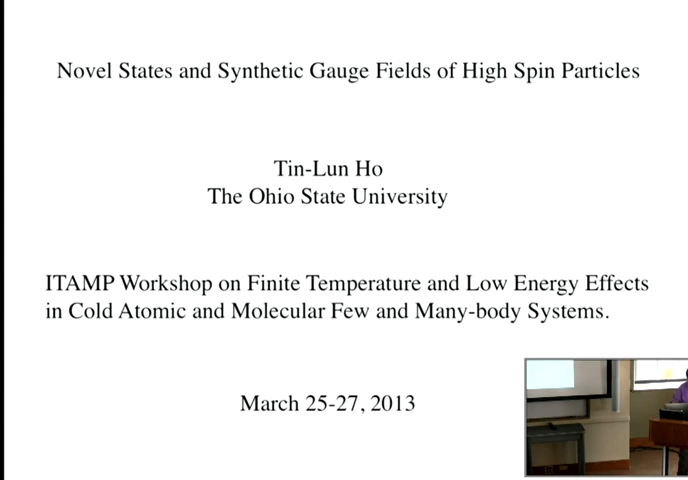 Novel States and Synthetic Gauge Fields of High Spin Particles
Tin-Lun Ho
The Ohio State University
ITAMP Workshop on Finite Temperature and Low Energy Effects
in Cold Atomic and Molecular Few and Many-body Systems.
March 25-27, 2013